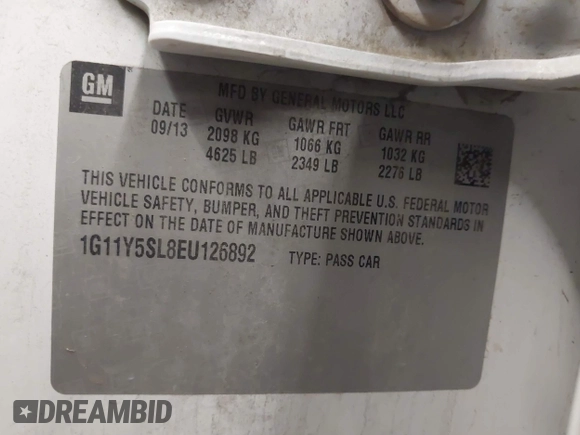 GM
MFD BY GENERAL MOTORS LLC
DATE GVWR GAWR FRT GAWR RR
09/13 2098 KG 1066 KG 1032 KG
4625 LB 2349 LB 2276 LB
THIS VEHICLE CONFORMS TO ALL APPLICABLE U.S. FEDERAL MOTOR
VEHICLE SAFETY, BUMPER, AND THEFT PREVENTION STANDARDS IN
EFFECT ON THE DATE OF MANUFACTURE SHOWN ABOVE.
1G11Y5SL8EU126892 TYPE: PASS CAR
DREAMBID